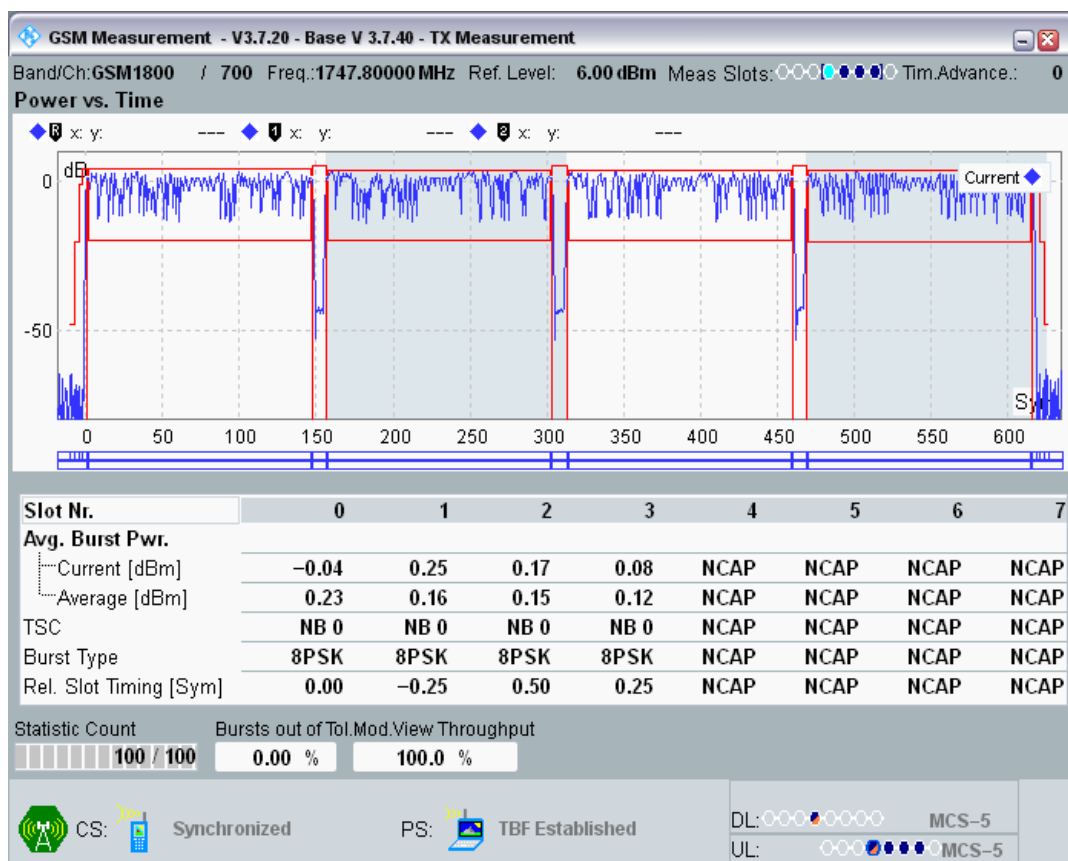 GSM Measurement - V3.7.20 - Base V 3.7.40 - TX Measurement
Band/Ch:GSM1800 / 700 Freq.:1747.80000 MHz Ref. Level: 6.00 dBm Meas Slots: Tim.Advance.: 0
Power vs. Time
R x: y: --- 1 x: y: --- 2 x: y: ---
dB
Current
0
-50
Sy
0 50 100 150 200 250 300 350 400 450 500 550 600
Slot Nr. 0 1 2 3 4 5 6 7
Avg. Burst Pwr.
Current [dBm] −0.04 0.25 0.17 0.08 NCAP NCAP NCAP NCAP
Average [dBm] 0.23 0.16 0.15 0.12 NCAP NCAP NCAP NCAP
TSC NB 0 NB 0 NB 0 NB 0 NCAP NCAP NCAP NCAP
Burst Type 8PSK 8PSK 8PSK 8PSK NCAP NCAP NCAP NCAP
Rel. Slot Timing [Sym] 0.00 −0.25 0.50 0.25 NCAP NCAP NCAP NCAP
Statistic Count Bursts out of Tol.Mod.View Throughput
100 / 100 0.00 % 100.0 %
CS: Synchronized PS: TBF Established
DL: MCS−5
UL: MCS−5